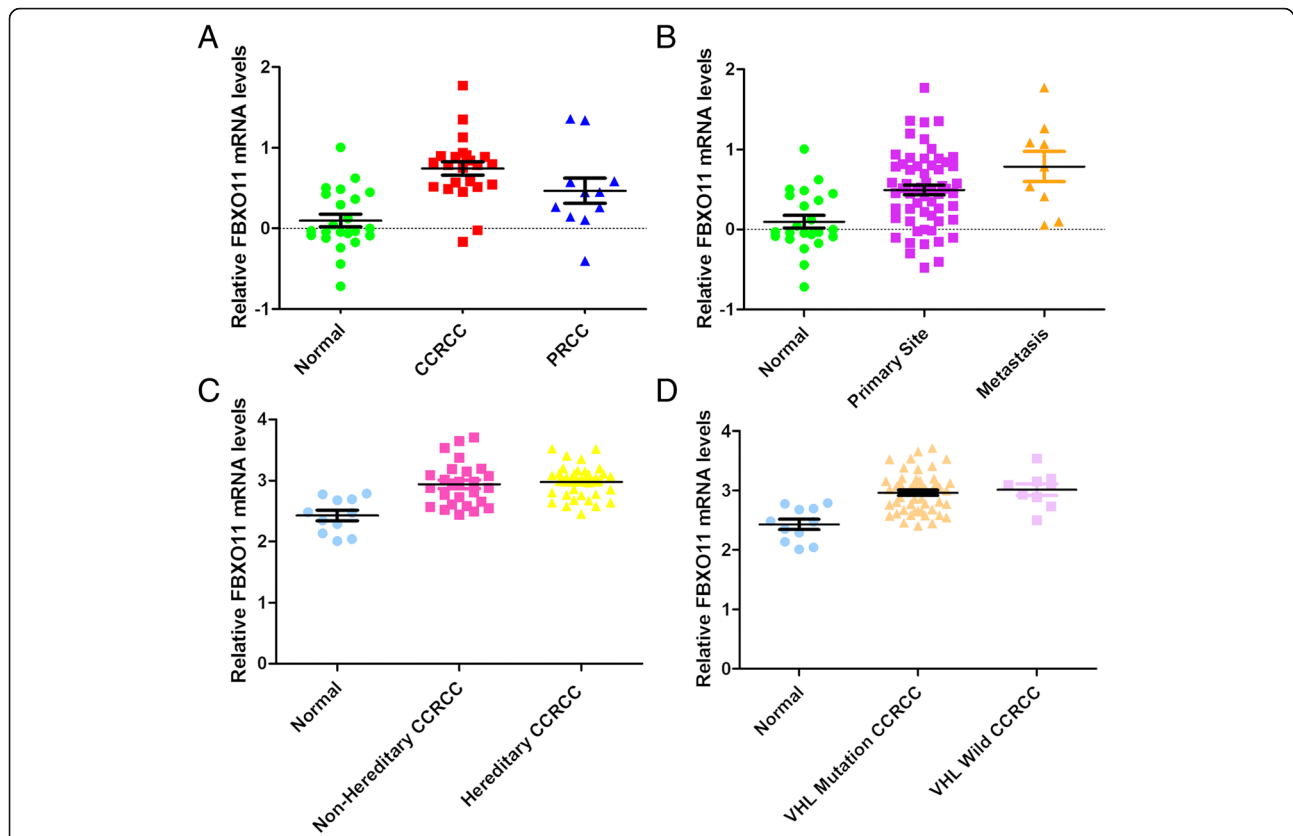 A
Relative FBXO11 mRNA levels
2
1
0
-1
Normal
CCRCC
PRCC
B
Relative FBXO11 mRNA levels
2
1
0
-1
Normal
Primary Site
Metastasis
C
Relative FBXO11 mRNA levels
4
3
2
1
0
Normal
Non-Hereditary CCRCC
Hereditary CCRCC
D
Relative FBXO11 mRNA levels
4
3
2
1
0
Normal
VHL Mutation CCRCC
VHL Wild CCRCC